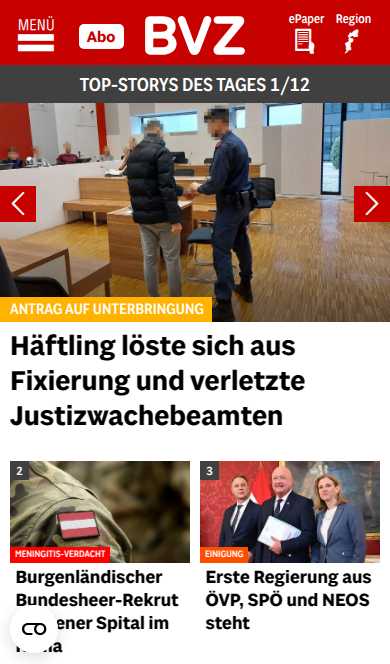 MENÜ
Abo
BVZ
ePaper
Region
TOP-STORYS DES TAGES 1/12
ANTRAG AUF UNTERBRINGUNG
Häftling löste sich aus
Fixierung und verletzte
Justizwachebeamten
2
MENINGITIS-VERDACHT
Burgenländischer
Bundesheer-Rekrut
ener Spital im
3
EINIGUNG
Erste Regierung aus
ÖVP, SPÖ und NEOS
steht